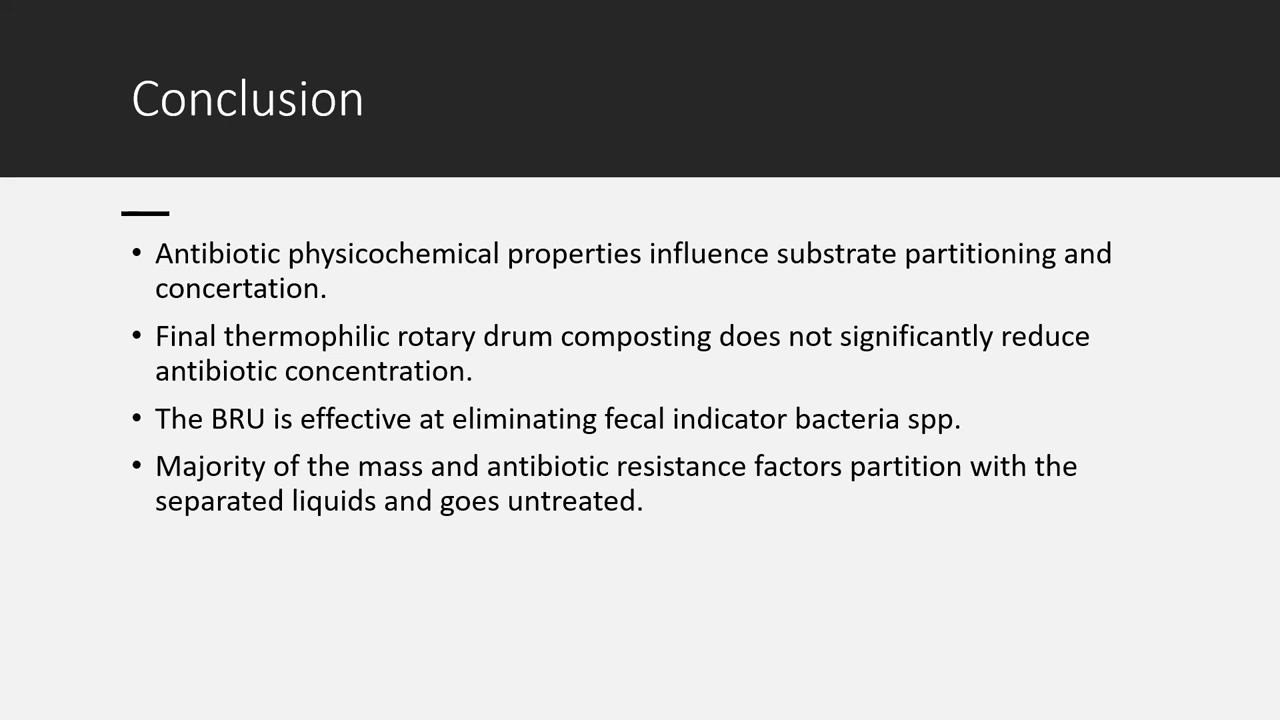 Conclusion
• Antibiotic physicochemical properties influence substrate partitioning and
concertation.
• Final thermophilic rotary drum composting does not significantly reduce
antibiotic concentration.
• The BRU is effective at eliminating fecal indicator bacteria spp.
• Majority of the mass and antibiotic resistance factors partition with the
separated liquids and goes untreated.